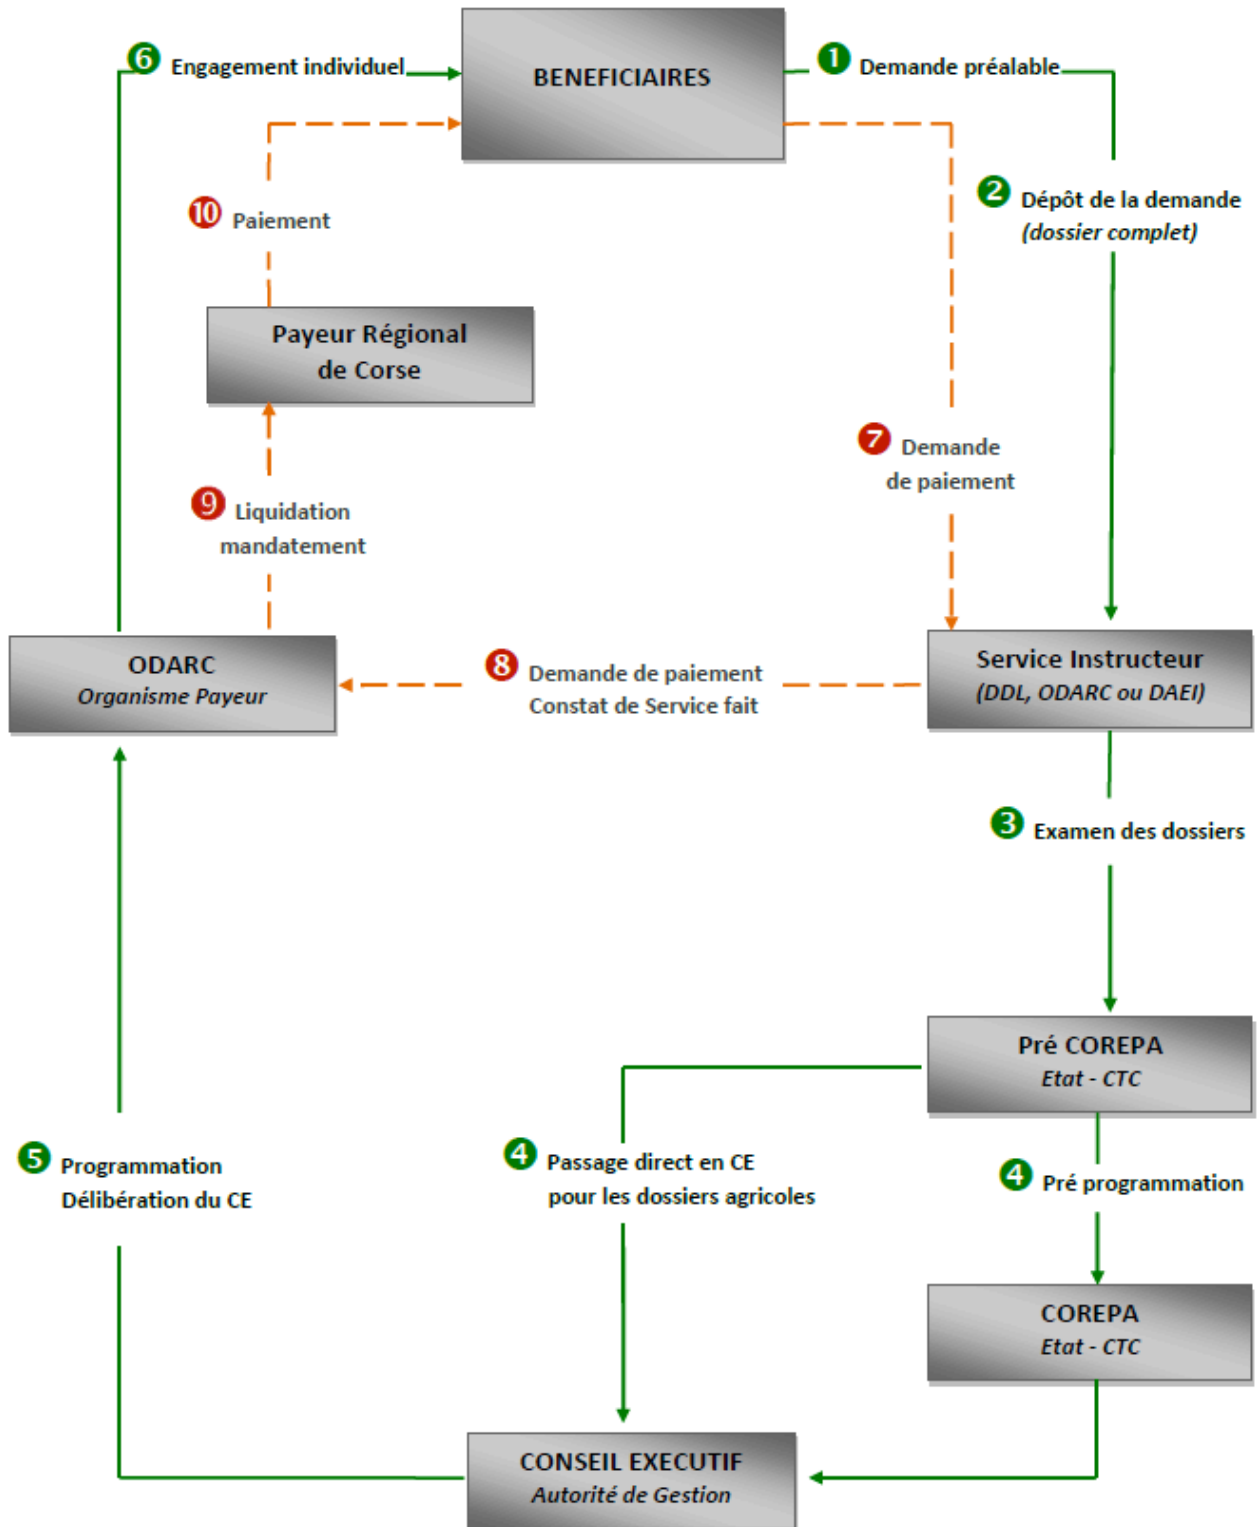 ❻ Engagement individuel
BENEFICIAIRES
❶ Demande préalable
❷ Dépôt de la demande
(dossier complet)
❿ Paiement
Payeur Régional
de Corse
❼ Demande
de paiement
❾ Liquidation
mandatement
ODARC
Organisme Payeur
❽ Demande de paiement
Constat de Service fait
Service Instructeur
(DDL, ODARC ou DAEI)
❸ Examen des dossiers
Pré COREPA
Etat - CTC
❺ Programmation
Délibération du CE
❹ Passage direct en CE
pour les dossiers agricoles
❹ Pré programmation
COREPA
Etat - CTC
CONSEIL EXECUTIF
Autorité de Gestion